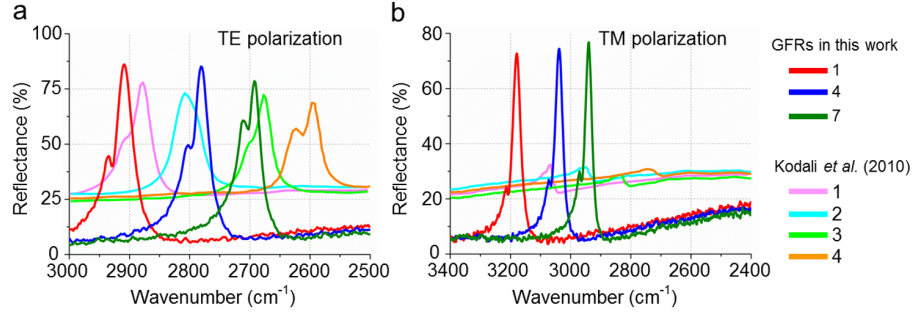 a
TE polarization
Reflectance (%)
100
75
50
25
0
3000 2900 2800 2700 2600 2500
Wavenumber (cm-1)
b
TM polarization
Reflectance (%)
80
60
40
20
0
3400 3200 3000 2800 2600 2400
Wavenumber (cm-1)
GFRs in this work
1
4
7
Kodali et al. (2010)
1
2
3
4